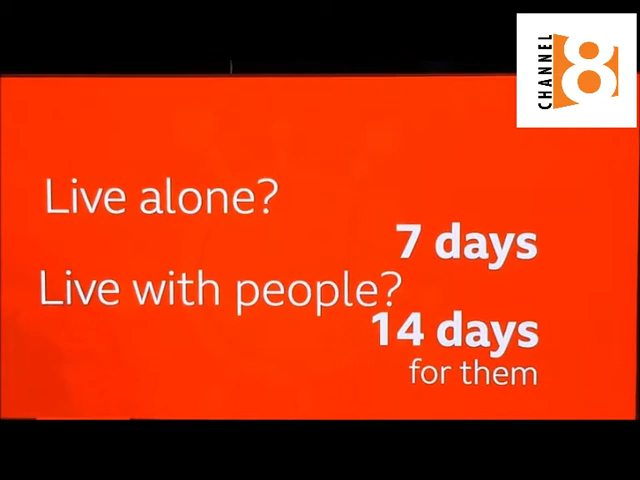 CHANNEL 8
Live alone?
7 days
Live with people?
14 days
for them